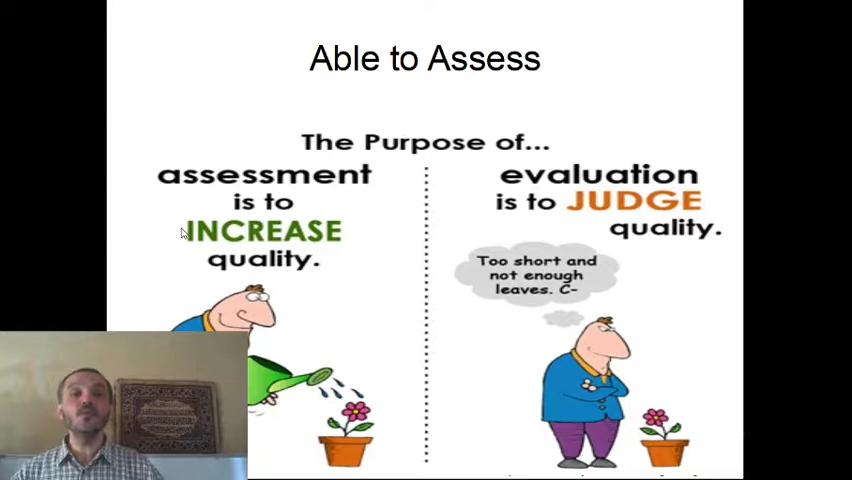 Able to Assess
The Purpose of...
assessment
is to
INCREASE
quality.
evaluation
is to JUDGE
quality.
Too short and
not enough
leaves. C-